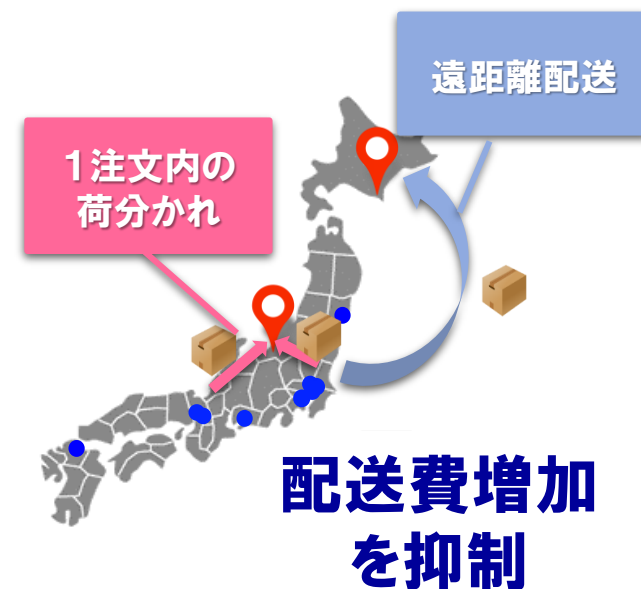 遠距離配送
1注文内の
荷分かれ
配送費増加
を抑制